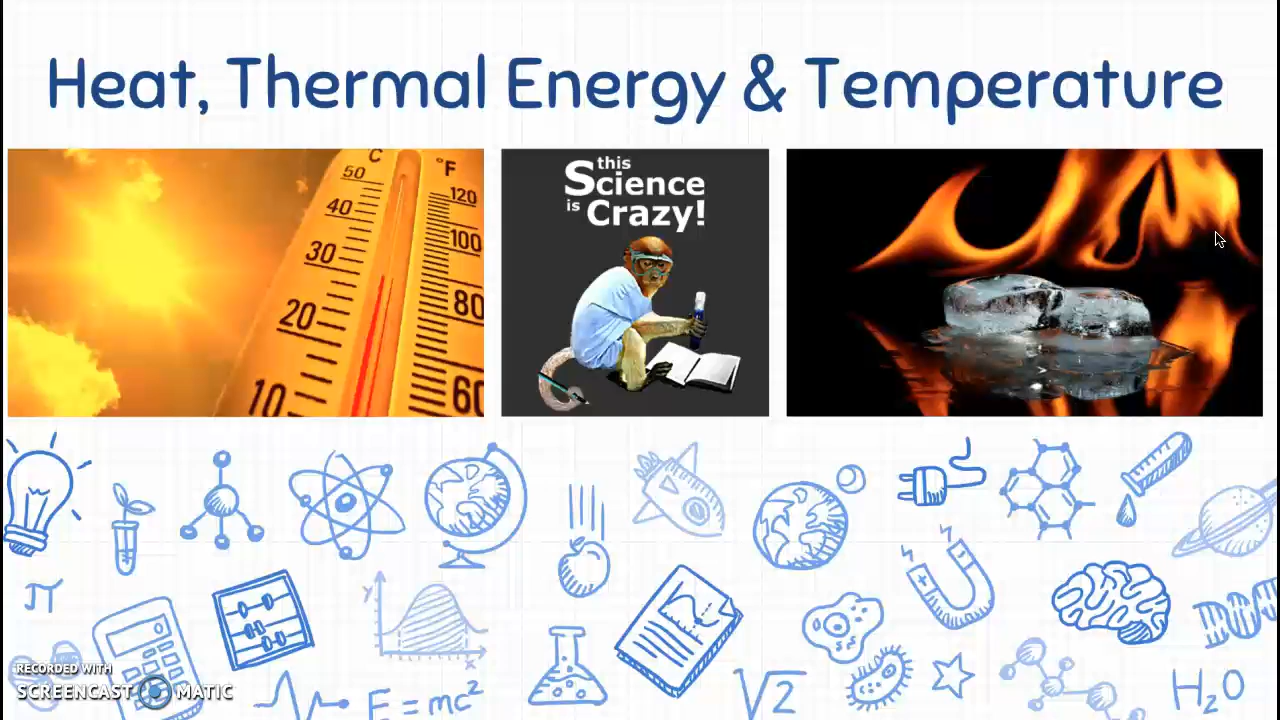 Heat, Thermal Energy & Temperature
C °F
50 120
40 100
30
20 80
10 60
this
Science
is Crazy!
π
y
x
E = mc²
√2
H₂O
RECORDED WITH
SCREENCAST MATIC